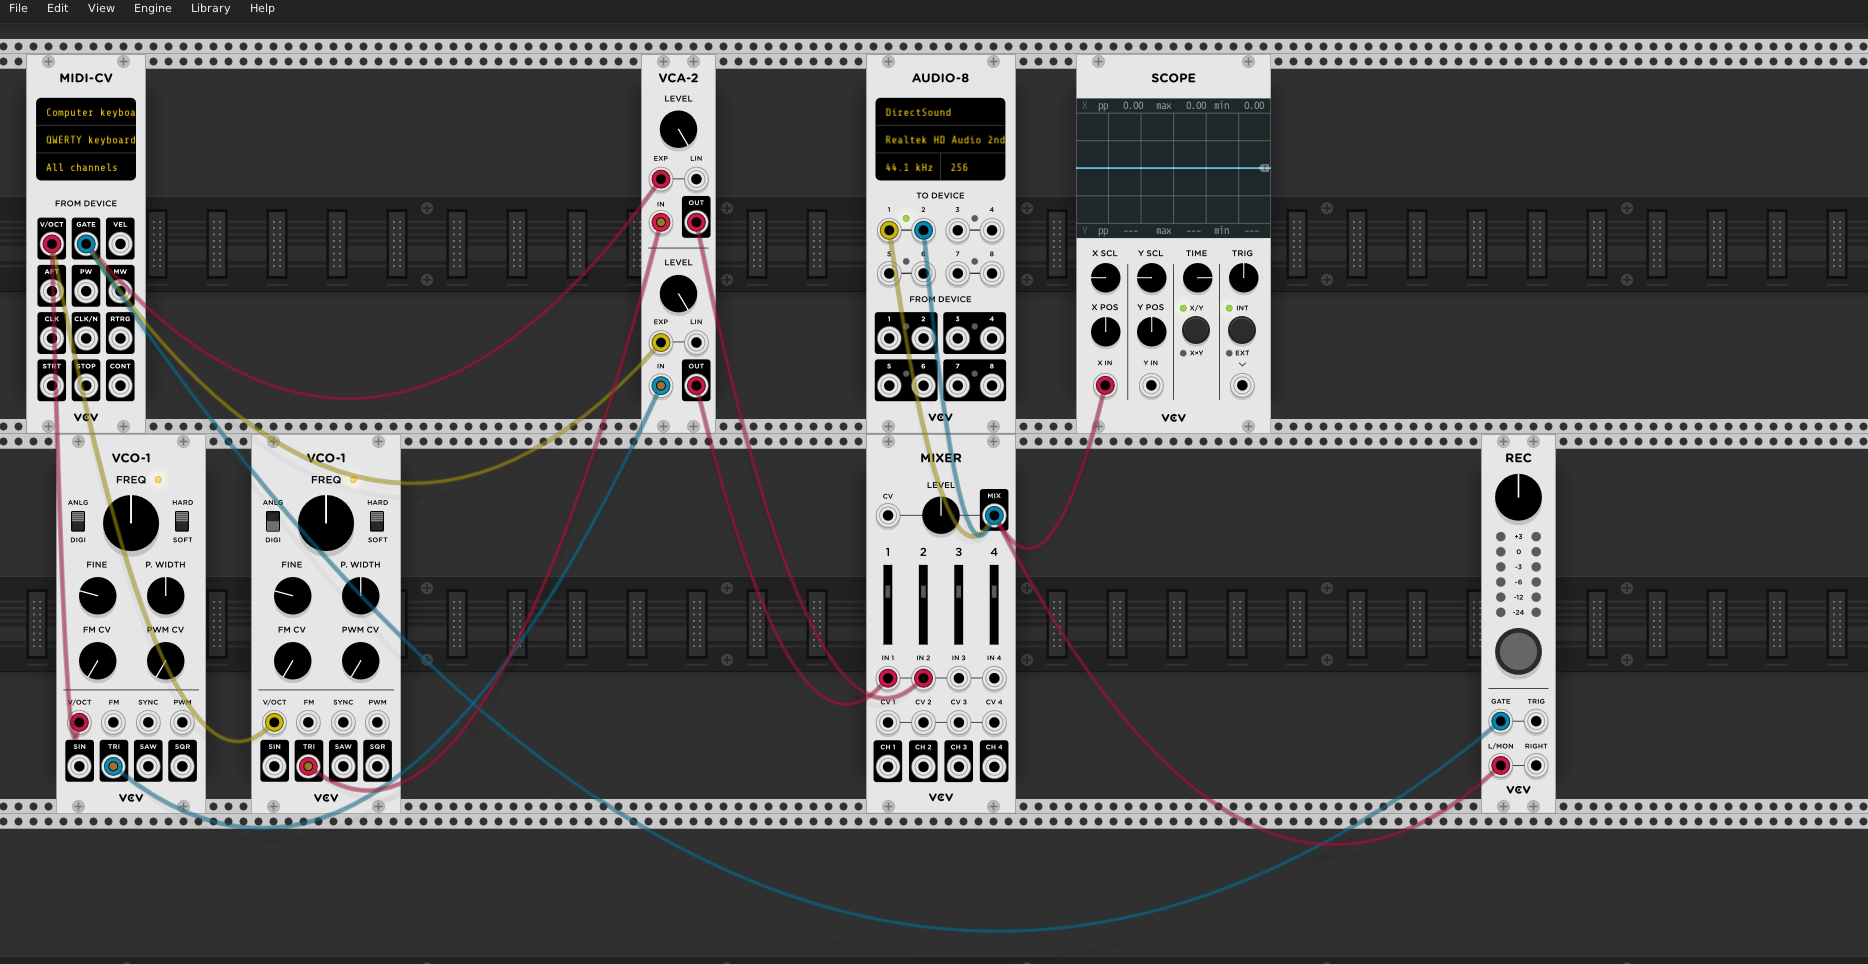 File Edit View Engine Library Help
MIDI-CV
Computer keyboa
QWERTY keyboard
All channels
FROM DEVICE
V/OCT GATE VEL
AFT PW MW
CLK CLK/N RTRG
STRT STOP CONT
VCV
VCA-2
LEVEL
EXP LIN
IN OUT
LEVEL
EXP LIN
IN OUT
AUDIO-8
DirectSound
Realtek HD Audio 2nd
44.1 kHz 256
TO DEVICE
1 2 3 4
5 6 7 8
FROM DEVICE
1 2 3 4
5 6 7 8
VCV
SCOPE
X pp 0.00 max 0.00 min 0.00
Y pp --- max --- min ---
X SCL Y SCL TIME TRIG
X POS Y POS X/Y INT
X×Y EXT
X IN Y IN
VCV
VCO-1
FREQ
ANLG HARD
DIGI SOFT
FINE P. WIDTH
FM CV PWM CV
V/OCT FM SYNC PWM
SIN TRI SAW SQR
VCV
VCO-1
FREQ
ANLG HARD
DIGI SOFT
FINE P. WIDTH
FM CV PWM CV
V/OCT FM SYNC PWM
SIN TRI SAW SQR
VCV
MIXER
LEVEL
CV MIX
1 2 3 4
IN 1 IN 2 IN 3 IN 4
CV 1 CV 2 CV 3 CV 4
CH 1 CH 2 CH 3 CH 4
VCV
REC
+3
0
-3
-6
-12
-24
GATE TRIG
L/MON RIGHT
VCV